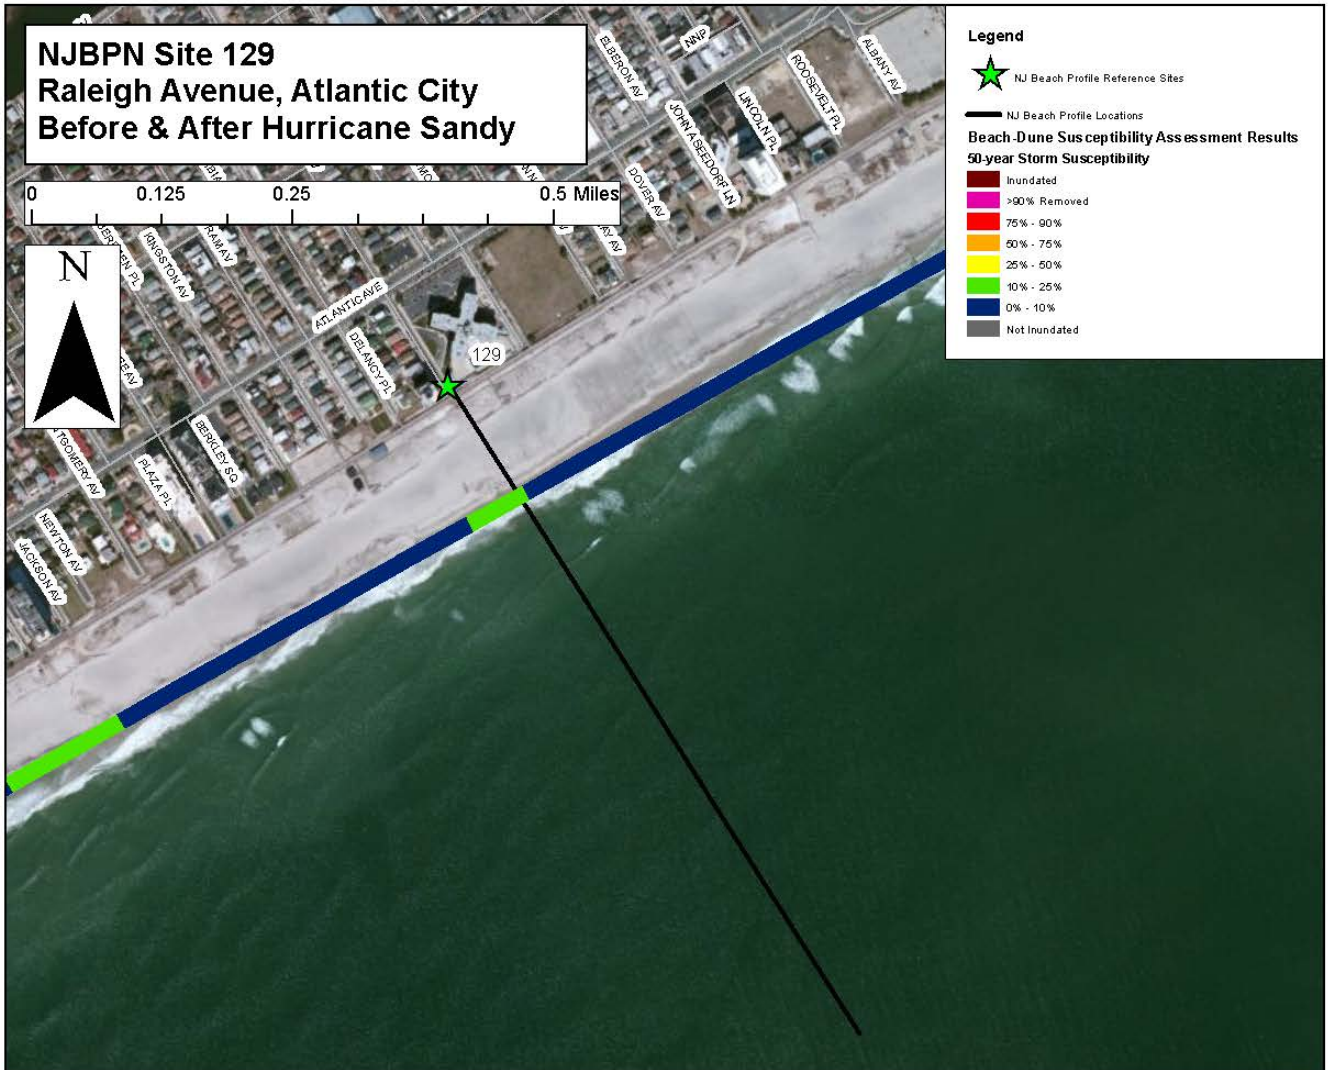 NJBPN Site 129
Raleigh Avenue, Atlantic City
Before & After Hurricane Sandy
0 0.125 0.25 0.5 Miles
N
Legend
NJ Beach Profile Reference Sites
NJ Beach Profile Locations
Beach-Dune Susceptibility Assessment Results
50-year Storm Susceptibility
Inundated
>90% Removed
75% - 90%
50% - 75%
25% - 50%
10% - 25%
0% - 10%
Not Inundated
ELBERON AV
NNP
ROOSEVELT PL
ALBANY AV
LINCOLN PL
JOHN A SEEDORF LN
DOVER AV
KINGSTON AV
ATLANTIC AVE
DELANCY PL
129
BERKLEY SQ
PLAZA PL
NEWTON AV
JACKSON AV